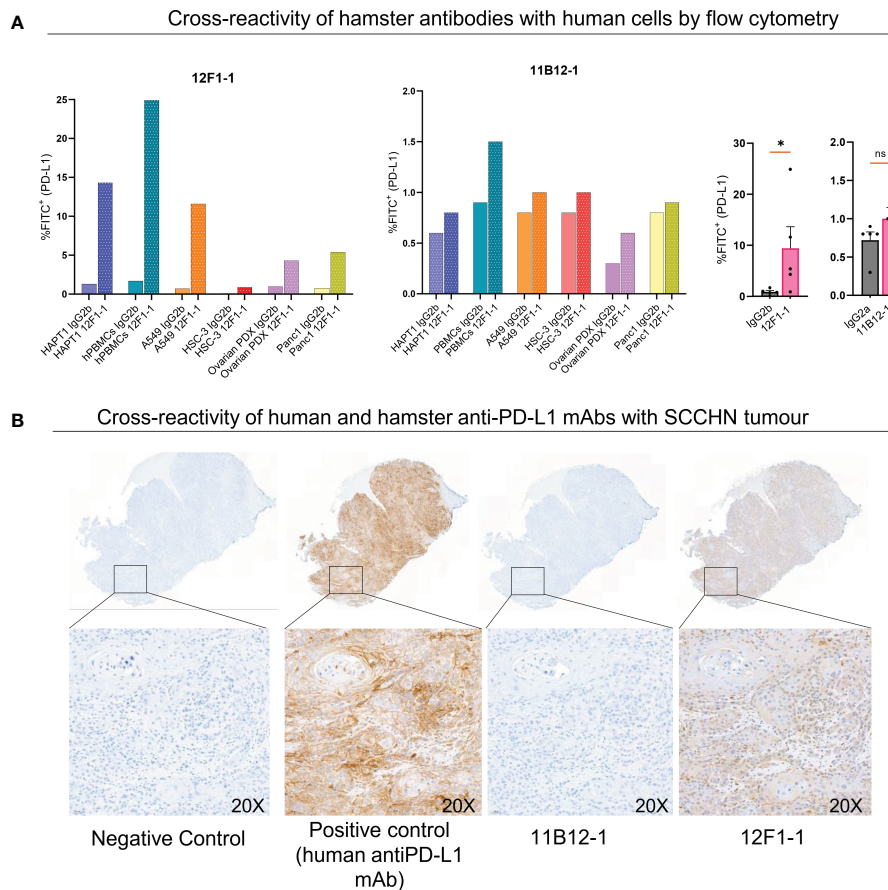 A
Cross-reactivity of hamster antibodies with human cells by flow cytometry
12F1-1
%FITC⁺ (PD-L1)
25
20
15
10
5
0
HAPT1 IgG2b
HAPT1 12F1-1
hPBMCs IgG2b
hPBMCs 12F1-1
A549 IgG2b
A549 12F1-1
HSC-3 IgG2b
HSC-3 12F1-1
Ovarian PDX IgG2b
Ovarian PDX 12F1-1
Panc1 IgG2b
Panc1 12F1-1
11B12-1
%FITC⁺ (PD-L1)
2.0
1.5
1.0
0.5
0.0
HAPT1 IgG2b
HAPT1 12F1-1
PBMCs IgG2b
PBMCs 12F1-1
A549 IgG2b
A549 12F1-1
HSC-3 IgG2b
HSC-3 12F1-1
Ovarian PDX IgG2b
Ovarian PDX 12F1-1
Panc1 IgG2b
Panc1 12F1-1
%FITC⁺ (PD-L1)
30
20
10
0
*
IgG2b
12F1-1
2.0
1.5
1.0
0.5
0.0
ns
IgG2a
11B12-1
B
Cross-reactivity of human and hamster anti-PD-L1 mAbs with SCCHN tumour
20X
20X
20X
20X
Negative Control
Positive control
(human antiPD-L1
mAb)
11B12-1
12F1-1